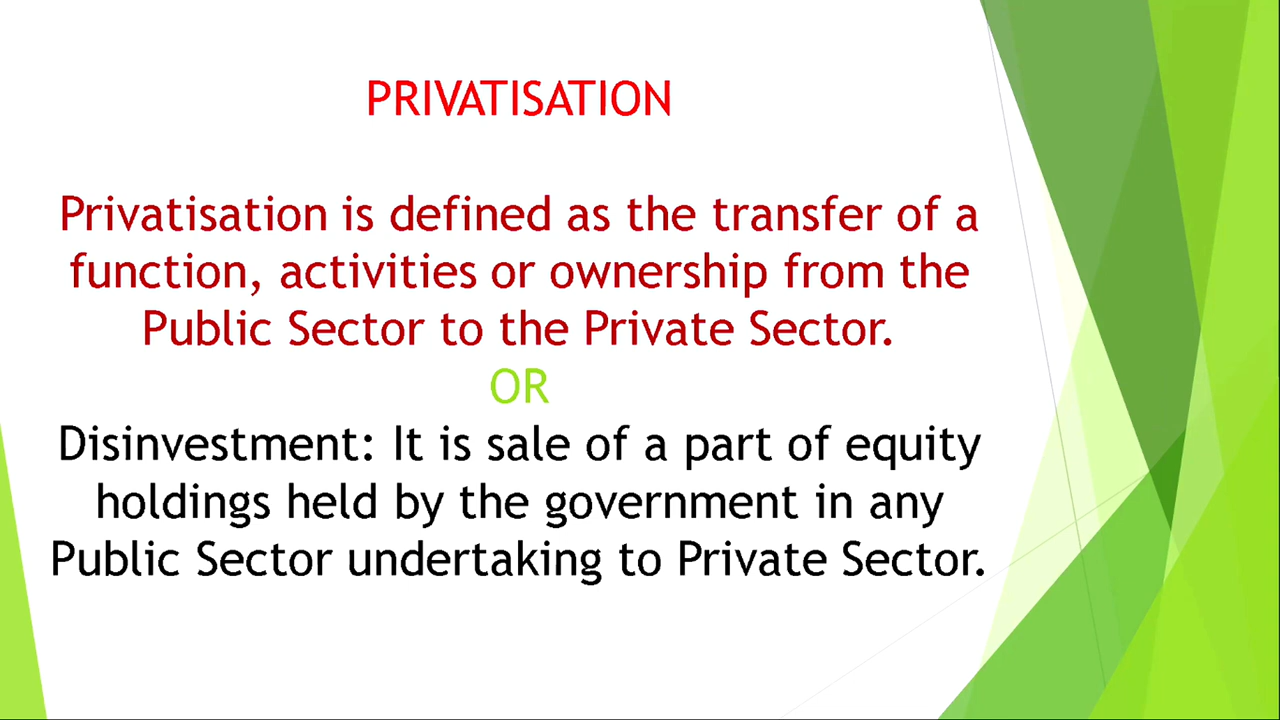 PRIVATISATION
Privatisation is defined as the transfer of a
function, activities or ownership from the
Public Sector to the Private Sector.
OR
Disinvestment: It is sale of a part of equity
holdings held by the government in any
Public Sector undertaking to Private Sector.